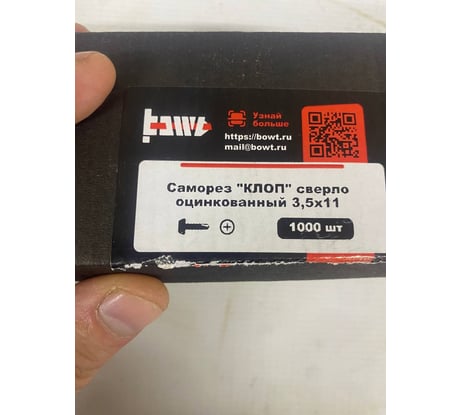 bowt
Узнай
больше
https://bowt.ru
mail@bowt.ru
Саморез "КЛОП" сверло
оцинкованный 3,5х11
1000 шт